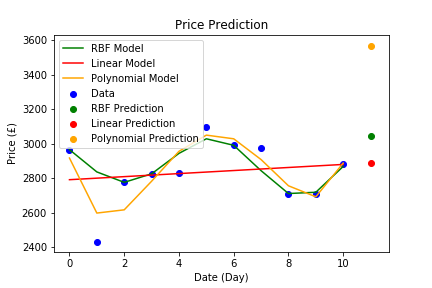 Price Prediction
3600
3400
3200
3000
2800
2600
2400
Price (£)
RBF Model
Linear Model
Polynomial Model
Data
RBF Prediction
Linear Prediction
Polynomial Prediction
0 2 4 6 8 10
Date (Day)